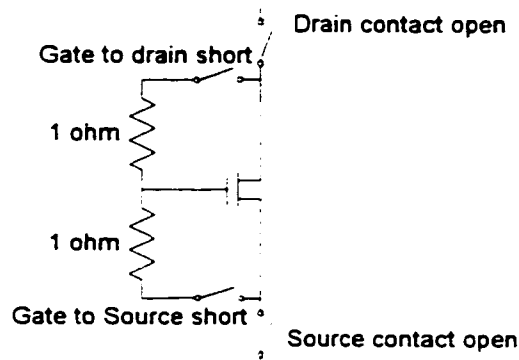 Drain contact open
Gate to drain short
1 ohm
1 ohm
Gate to Source short
Source contact open